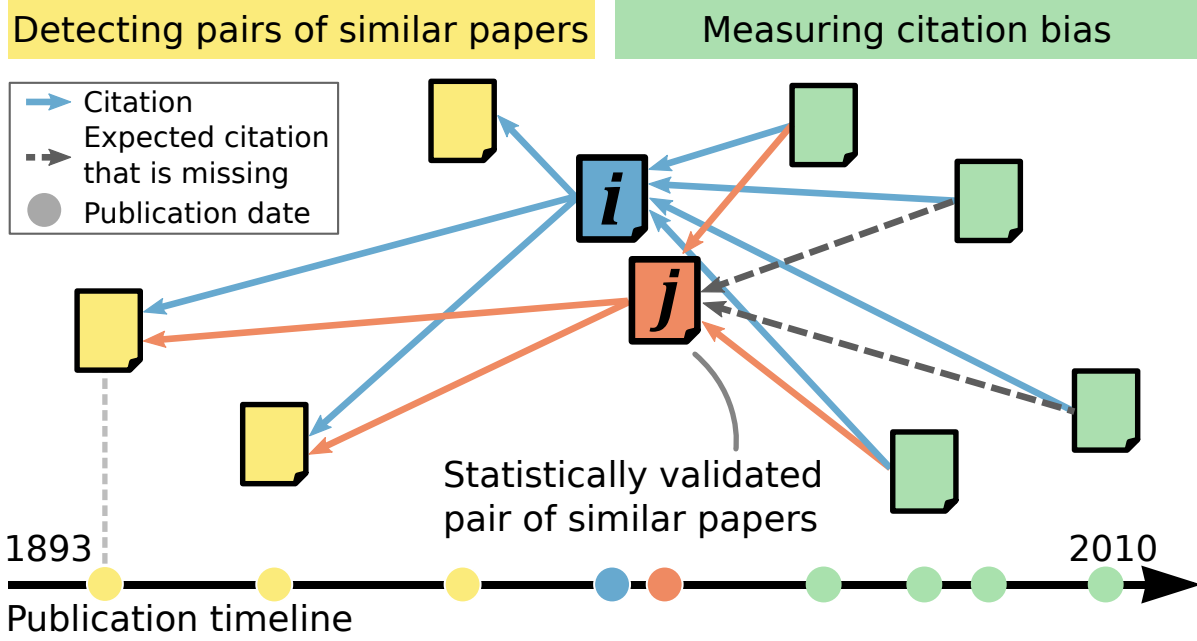 Detecting pairs of similar papers
Measuring citation bias
Citation
Expected citation
that is missing
Publication date
i
j
Statistically validated
pair of similar papers
1893
2010
Publication timeline